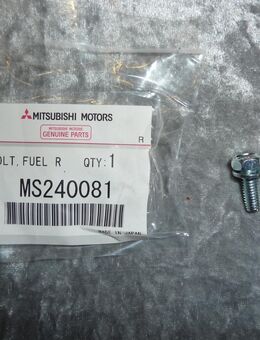 MITSUBISHI MOTORS
MITSUBISHI MOTORS
GENUINE PARTS
R
OLT, FUEL R QTY:1
MS240081
MADE IN JAPAN